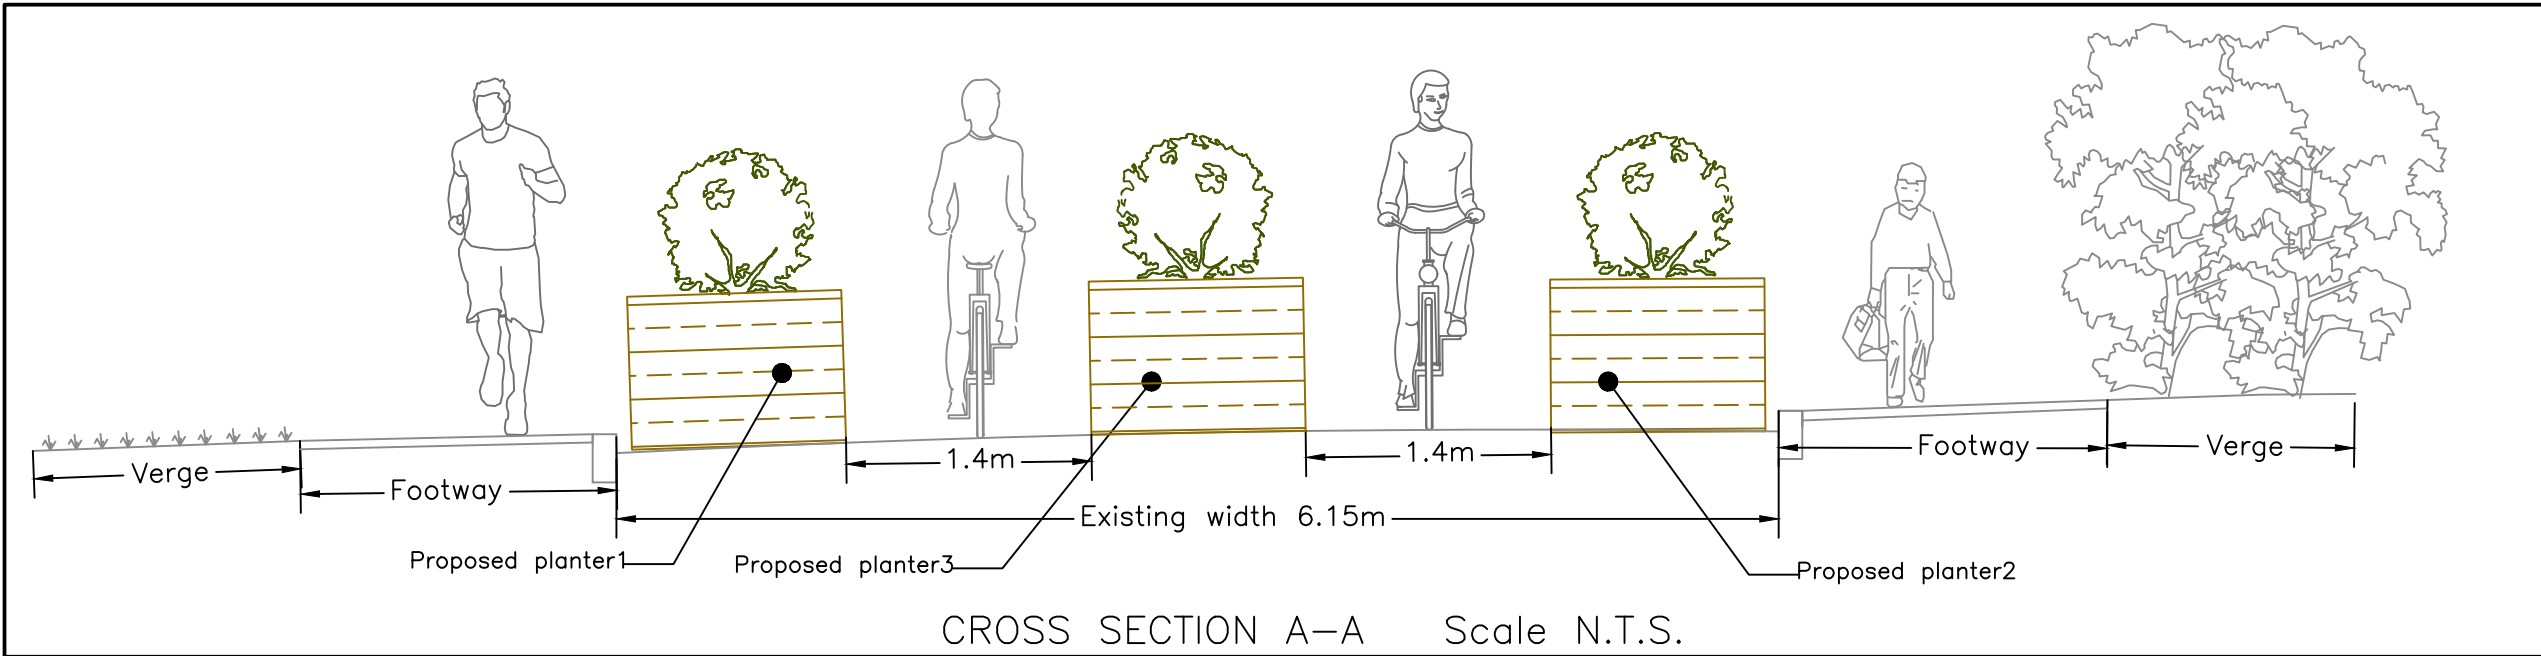 Verge
Footway
1.4m
1.4m
Footway
Verge
Existing width 6.15m
Proposed planter1
Proposed planter3
Proposed planter2
CROSS SECTION A-A Scale N.T.S.